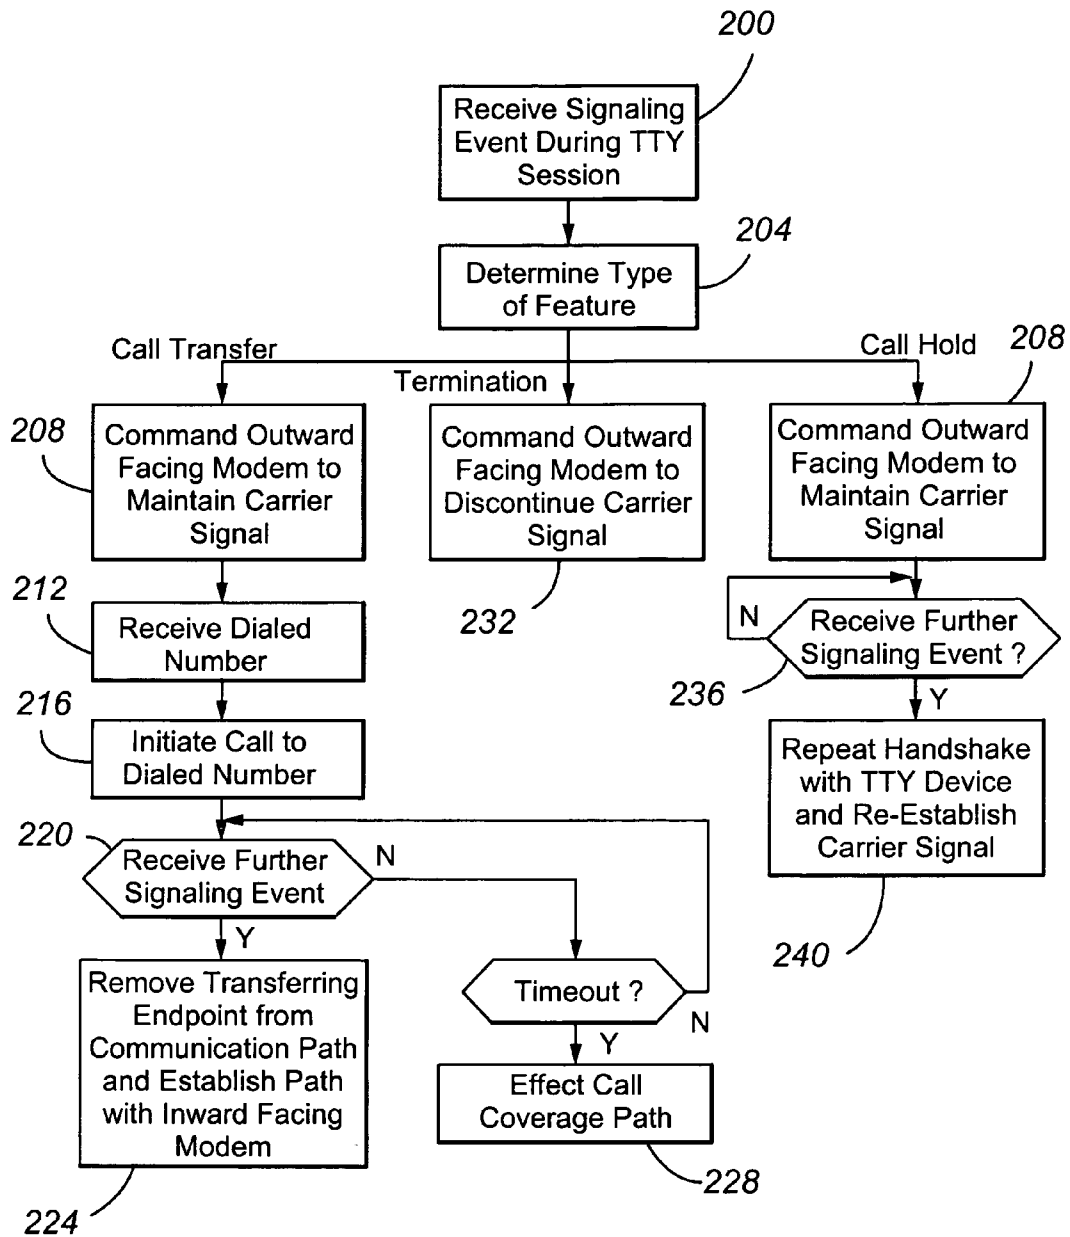 200
Receive Signaling
Event During TTY
Session
204
Determine Type
of Feature
Call Transfer
Termination
Call Hold
208
208
Command Outward
Facing Modem to
Maintain Carrier
Signal
Command Outward
Facing Modem to
Discontinue Carrier
Signal
232
Command Outward
Facing Modem to
Maintain Carrier
Signal
212
Receive Dialed
Number
N
Receive Further
Signaling Event ?
236
Y
216
Initiate Call to
Dialed Number
Repeat Handshake
with TTY Device
and Re-Establish
Carrier Signal
240
220
Receive Further
Signaling Event
N
Y
Timeout ?
N
Y
Remove Transferring
Endpoint from
Communication Path
and Establish Path
with Inward Facing
Modem
224
Effect Call
Coverage Path
228